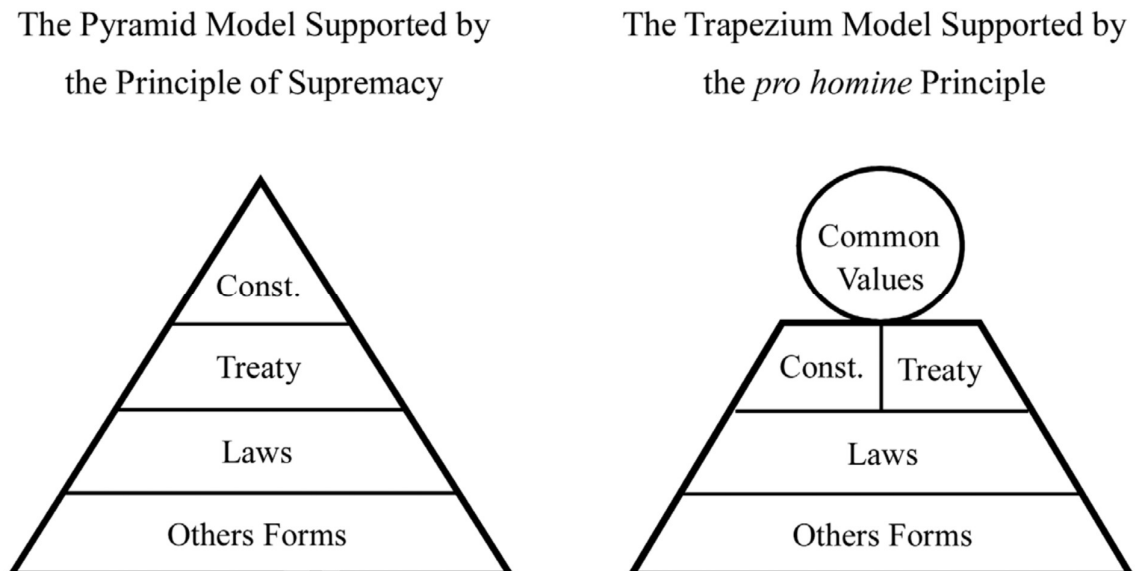 The Pyramid Model Supported by
the Principle of Supremacy
Const.
Treaty
Laws
Others Forms
The Trapezium Model Supported by
the pro homine Principle
Common
Values
Const.
Treaty
Laws
Others Forms